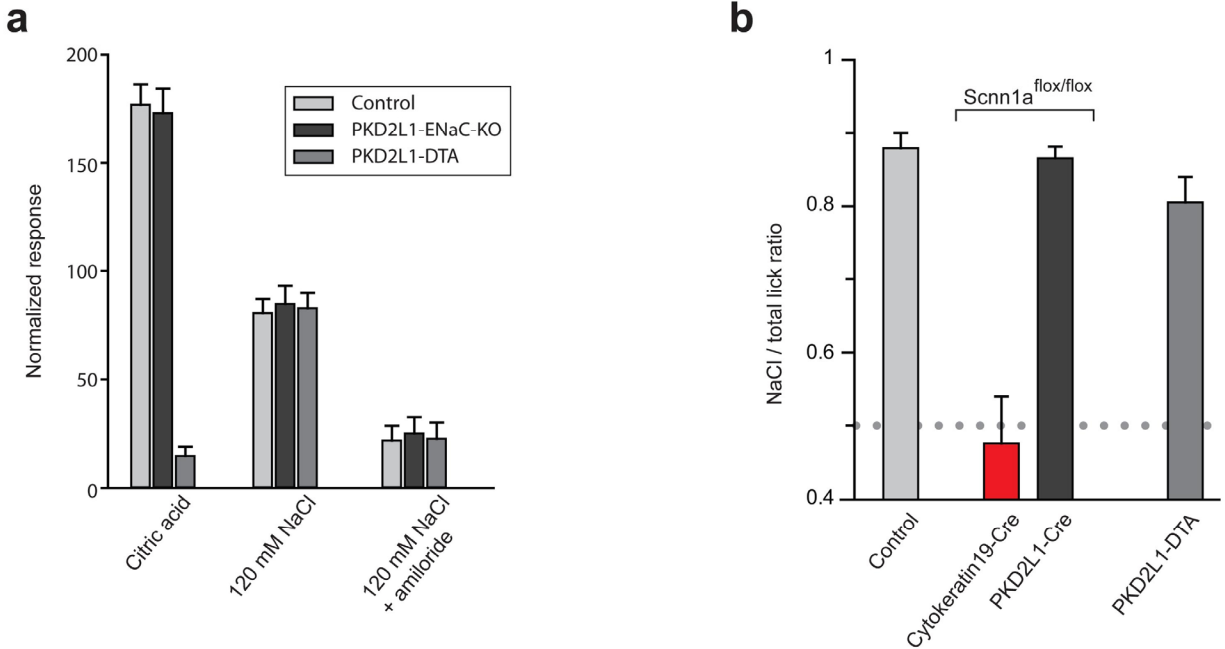 a
200
150
100
50
0
Normalized response
Control
PKD2L1-ENaC-KO
PKD2L1-DTA
Citric acid
120 mM NaCl
120 mM NaCl
+ amiloride
b
1
0.8
0.6
0.4
NaCl / total lick ratio
Scnn1a flox/flox
Control
Cytokeratin19-Cre
PKD2L1-Cre
PKD2L1-DTA